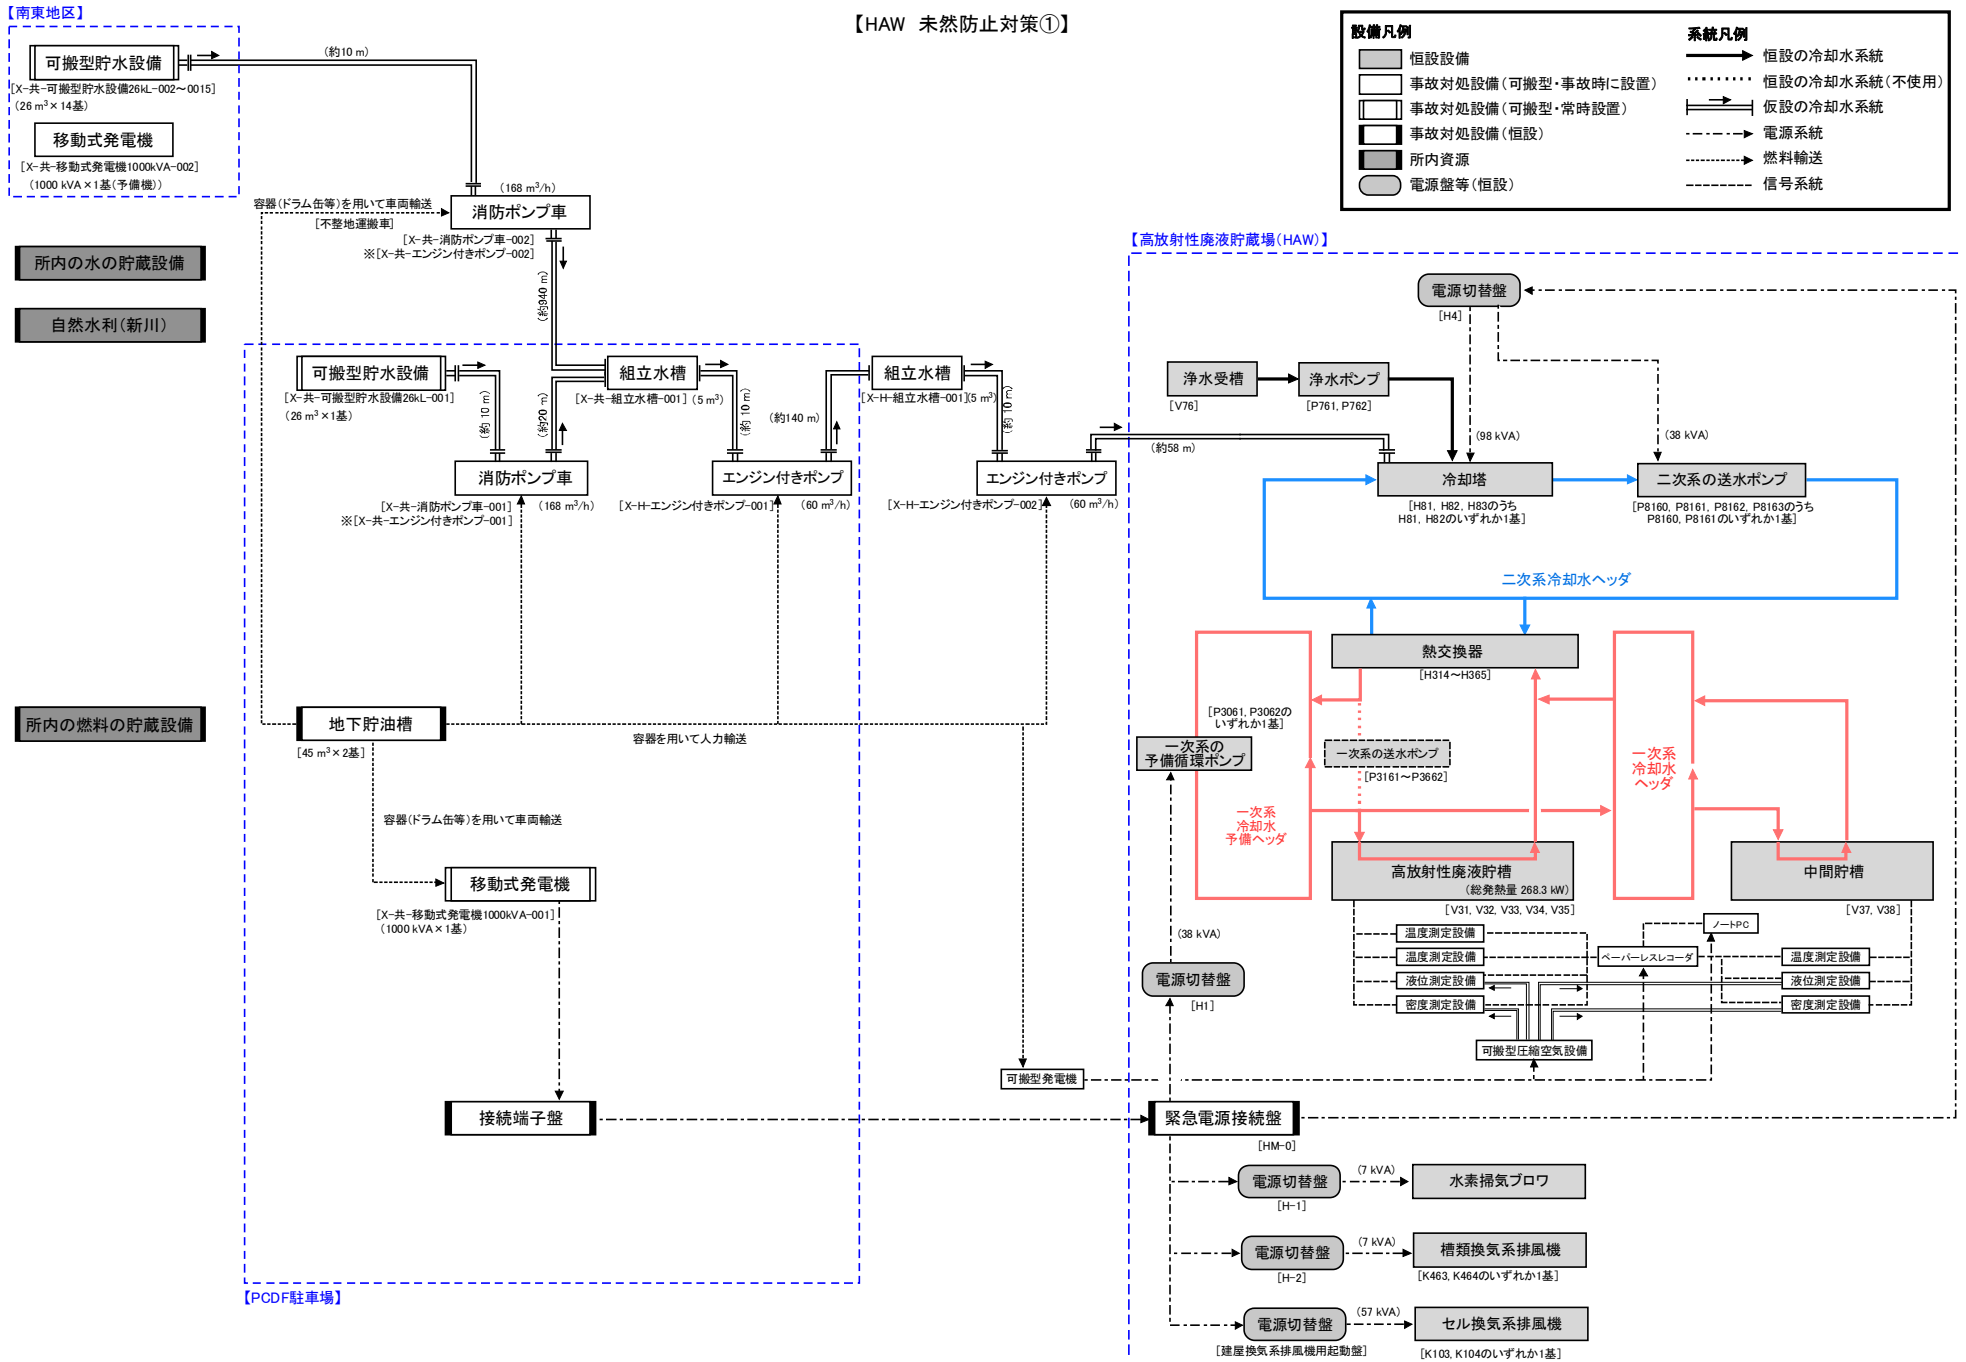 【南東地区】
【HAW 未然防止対策①】
可搬型貯水設備
[X-共-可搬型貯水設備26kL-002～0015]
(26 m³×14基)
(約10 m)
移動式発電機
[X-共-移動式発電機1000kVA-002]
(1000 kVA×1基(予備機))
設備凡例
恒設設備
事故対処設備(可搬型・事故時に設置)
事故対処設備(可搬型・常時設置)
事故対処設備(恒設)
所内資源
電源盤等(恒設)
系統凡例
恒設の冷却水系統
恒設の冷却水系統(不使用)
仮設の冷却水系統
電源系統
燃料輸送
信号系統
(168 m³/h)
容器(ドラム缶等)を用いて車両輸送
[不整地運搬車]
消防ポンプ車
[X-共-消防ポンプ車-002]
※[X-共-エンジン付きポンプ-002]
(約940 m)
所内の水の貯蔵設備
自然水利(新川)
所内の燃料の貯蔵設備
可搬型貯水設備
[X-共-可搬型貯水設備26kL-001]
(26 m³×1基)
(約 10 m)
(約20 m)
組立水槽
[X-共-組立水槽-001]
(5 m³)
(約 10 m)
(約140 m)
組立水槽
[X-H-組立水槽-001]
(5 m³)
(約 10 m)
(約58 m)
消防ポンプ車
[X-共-消防ポンプ車-001]
※[X-共-エンジン付きポンプ-001]
(168 m³/h)
エンジン付きポンプ
[X-H-エンジン付きポンプ-001]
(60 m³/h)
エンジン付きポンプ
[X-H-エンジン付きポンプ-002]
(60 m³/h)
地下貯油槽
[45 m³×2基]
容器を用いて人力輸送
容器(ドラム缶等)を用いて車両輸送
移動式発電機
[X-共-移動式発電機1000kVA-001]
(1000 kVA×1基)
接続端子盤
【PCDF駐車場】
【高放射性廃液貯蔵場(HAW)】
電源切替盤
[H4]
浄水受槽
[V76]
浄水ポンプ
[P761, P762]
(98 kVA)
(38 kVA)
冷却塔
[H81, H82, H83のうち
H81, H82のいずれか1基]
二次系の送水ポンプ
[P8160, P8161, P8162, P8163のうち
P8160, P8161のいずれか1基]
二次系冷却水ヘッダ
熱交換器
[H314～H365]
[P3061, P3062の
いずれか1基]
一次系の
予備循環ポンプ
一次系の送水ポンプ
[P3161～P3662]
一次系
冷却水
予備ヘッダ
一次系
冷却水
ヘッダ
高放射性廃液貯槽
(総発熱量 268.3 kW)
[V31, V32, V33, V34, V35]
中間貯槽
[V37, V38]
(38 kVA)
電源切替盤
[H1]
温度測定設備
温度測定設備
液位測定設備
密度測定設備
ノートPC
ペーパーレスレコーダ
温度測定設備
液位測定設備
密度測定設備
可搬型圧縮空気設備
可搬型発電機
緊急電源接続盤
[HM-0]
電源切替盤
[H-1]
(7 kVA)
水素掃気ブロワ
電源切替盤
[H-2]
(7 kVA)
槽類換気系排風機
[K463, K464のいずれか1基]
電源切替盤
[建屋換気系排風機用起動盤]
(57 kVA)
セル換気系排風機
[K103, K104のいずれか1基]